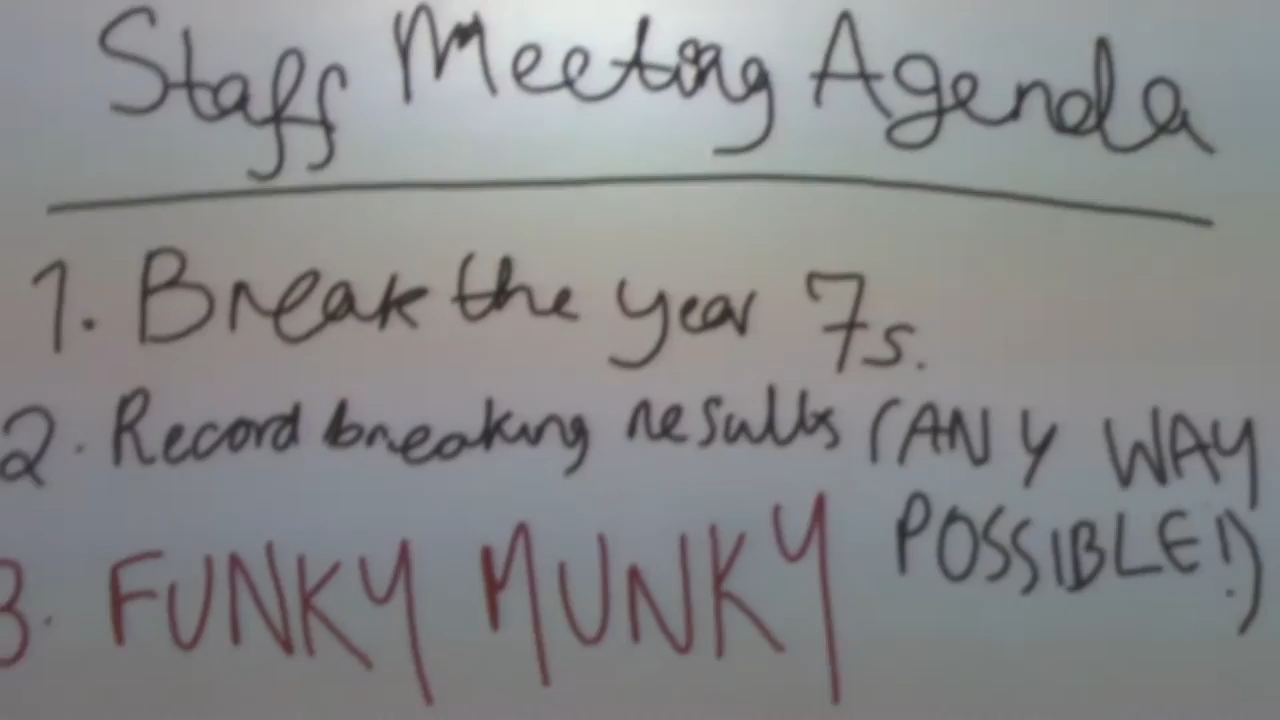 Staff Meeting Agenda
1. Break the year 7s.
2. Record breaking results (ANY WAY
POSSIBLE!)
3. FUNKY MUNKY